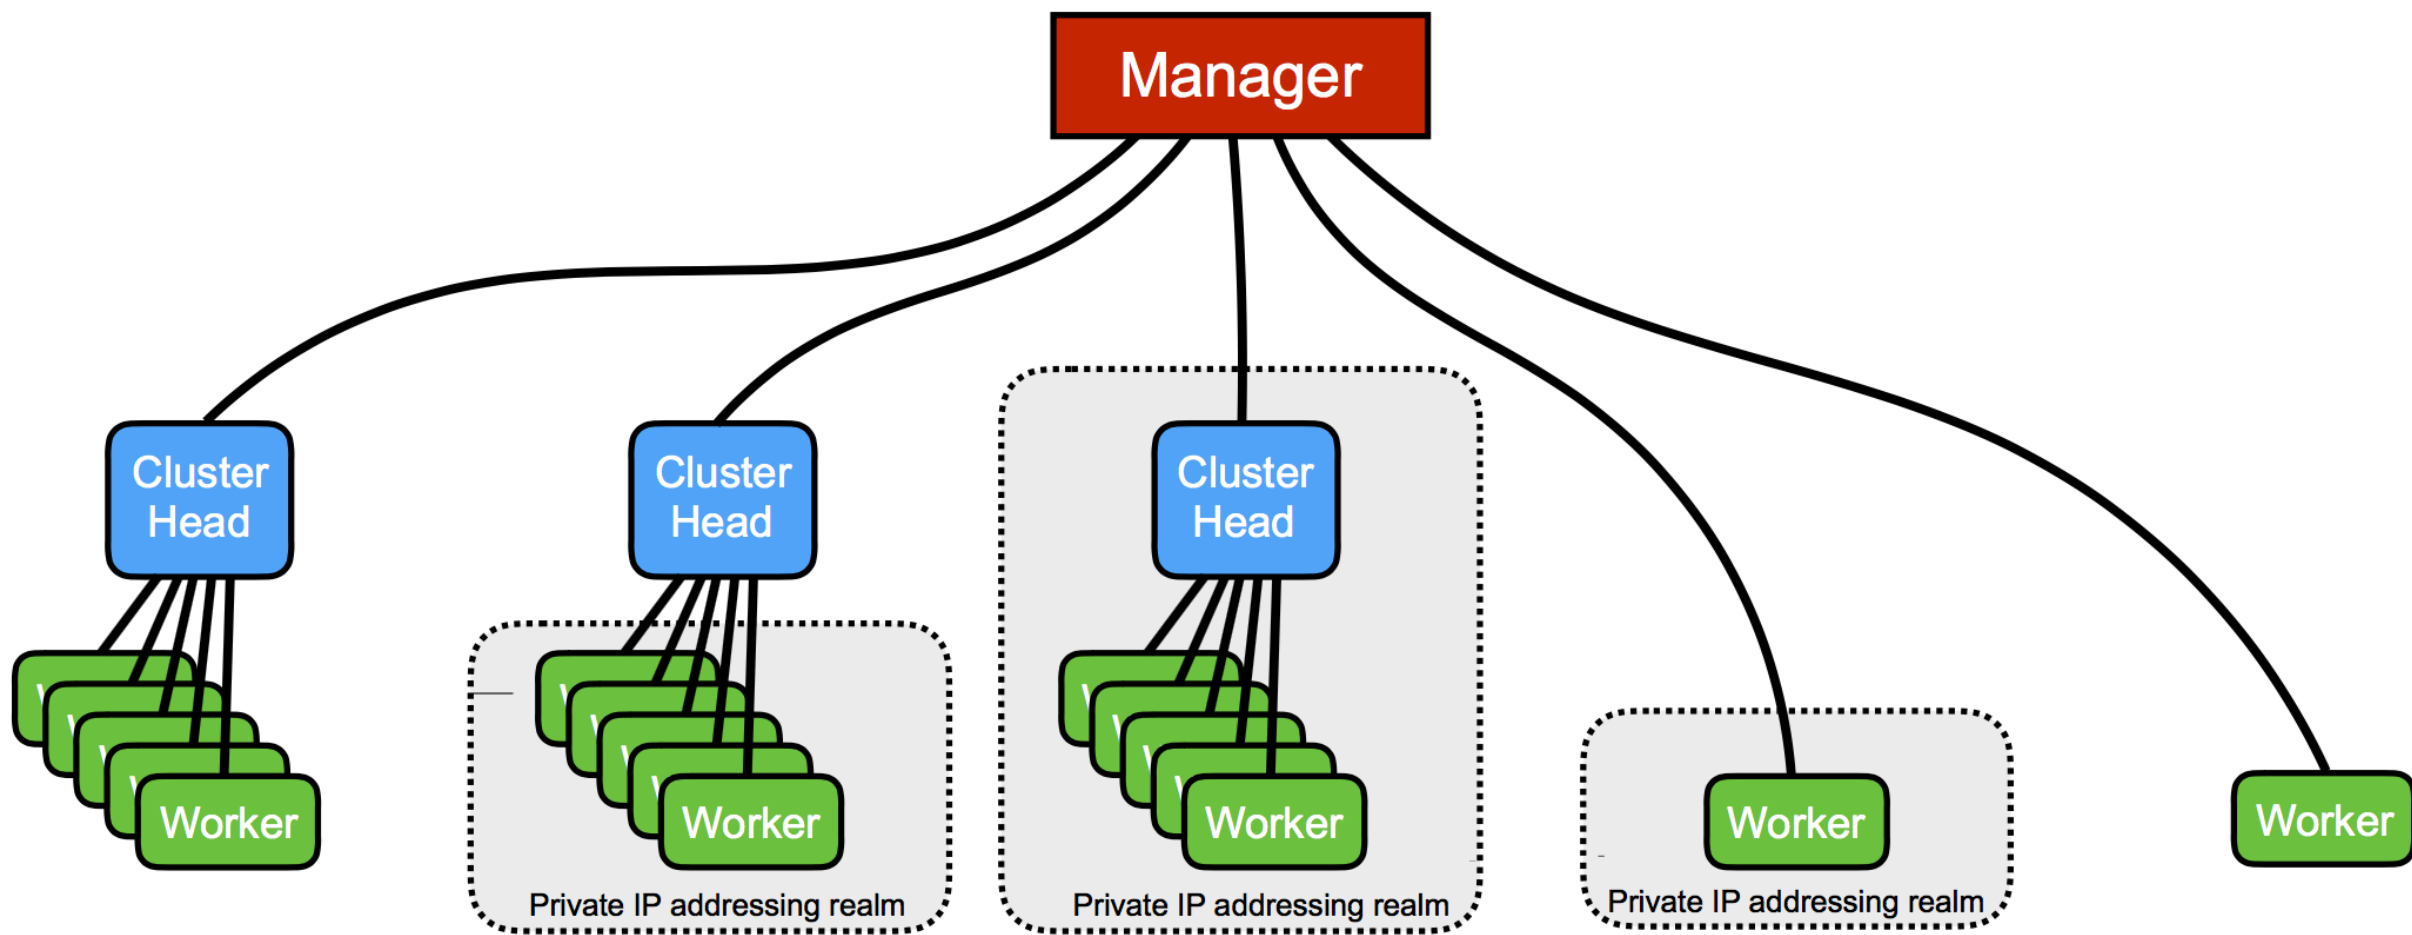 Manager
Cluster
Head
Cluster
Head
Cluster
Head
Worker
Worker
Worker
Worker
Worker
Private IP addressing realm
Private IP addressing realm
Private IP addressing realm